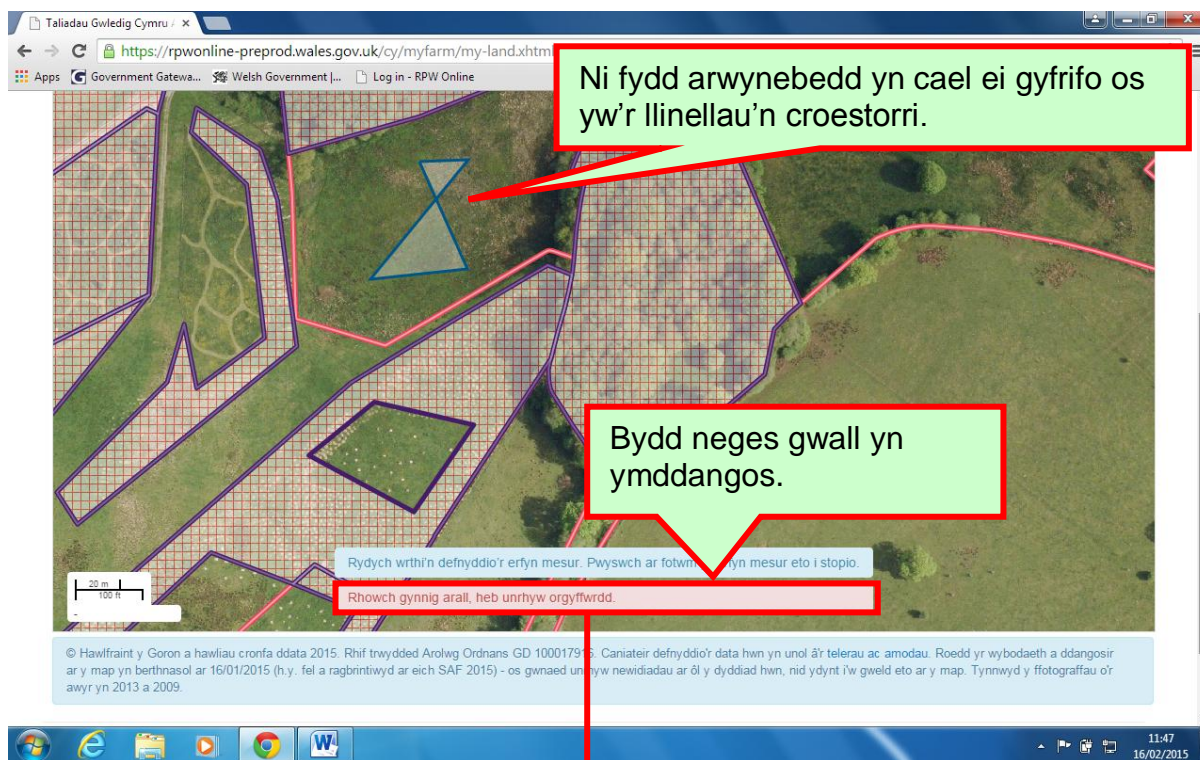 Taliadau Gwledig Cymru /
https://rpwonline-preprod.wales.gov.uk/cy/myfarm/my-land.xhtml
Apps Government Gatewa... Welsh Government |... Log in - RPW Online
Ni fydd arwynebedd yn cael ei gyfrifo os
yw'r llinellau'n croestorri.
Bydd neges gwall yn
ymddangos.
Rydych wrthi'n defnyddio'r erfyn mesur. Pwyswch ar fotwm mesur eto i stopio.
Rhowch gynnig arall, heb unrhyw orgyffwrdd.
20 m
100 ft
-
© Hawlfraint y Goron a hawliau cronfa ddata 2015. Rhif trwydded Arolwg Ordnans GD 100017916. Caniateir defnyddio'r data hwn yn unol â'r telerau ac amodau. Roedd yr wybodaeth a ddangosir
ar y map yn berthnasol ar 16/01/2015 (h.y. fel a ragbrintiwyd ar eich SAF 2015) - os gwnaed unrhyw newidiadau ar ôl y dyddiad hwn, nid ydynt i'w gweld eto ar y map. Tynnwyd y ffotograffau o'r
awyr yn 2013 a 2009.
11:47
16/02/2015